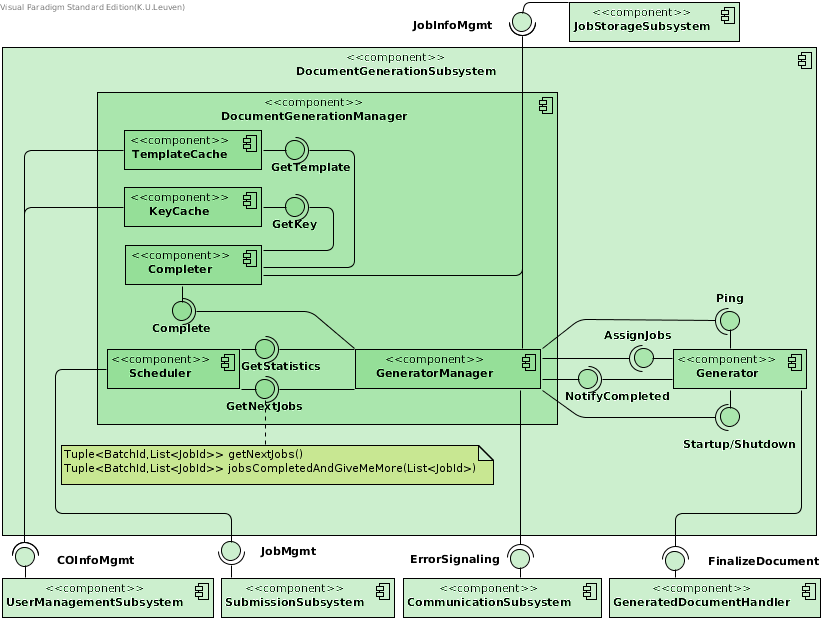 Visual Paradigm Standard Edition(K.U.Leuven)
JobInfoMgmt
<<component>>
JobStorageSubsystem
<<component>>
DocumentGenerationSubsystem
<<component>>
DocumentGenerationManager
<<component>>
TemplateCache
GetTemplate
<<component>>
KeyCache
GetKey
<<component>>
Completer
Complete
Ping
AssignJobs
<<component>>
Scheduler
GetStatistics
GetNextJobs
<<component>>
GeneratorManager
NotifyCompleted
<<component>>
Generator
Startup/Shutdown
Tuple<BatchId,List<JobId>> getNextJobs()
Tuple<BatchId,List<JobId>> jobsCompletedAndGiveMeMore(List<JobId>)
COInfoMgmt
JobMgmt
ErrorSignaling
FinalizeDocument
<<component>>
UserManagementSubsystem
<<component>>
SubmissionSubsystem
<<component>>
CommunicationSubsystem
<<component>>
GeneratedDocumentHandler